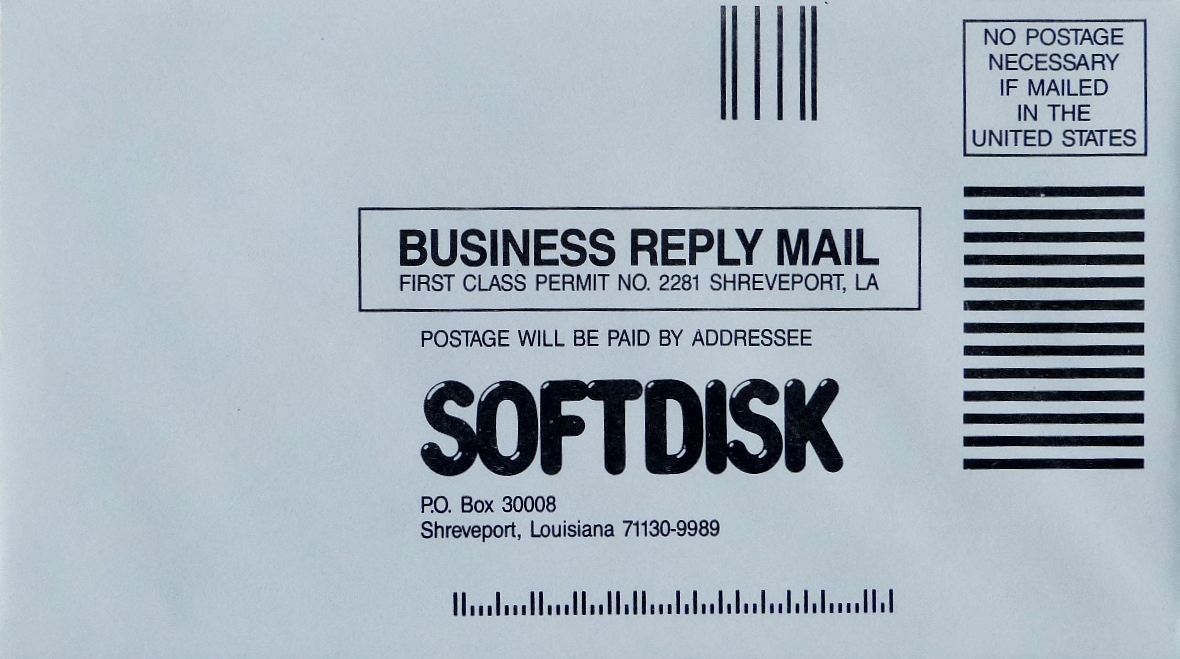 NO POSTAGE
NECESSARY
IF MAILED
IN THE
UNITED STATES
BUSINESS REPLY MAIL
FIRST CLASS PERMIT NO. 2281 SHREVEPORT, LA
POSTAGE WILL BE PAID BY ADDRESSEE
SOFTDISK
P.O. Box 30008
Shreveport, Louisiana 71130-9989